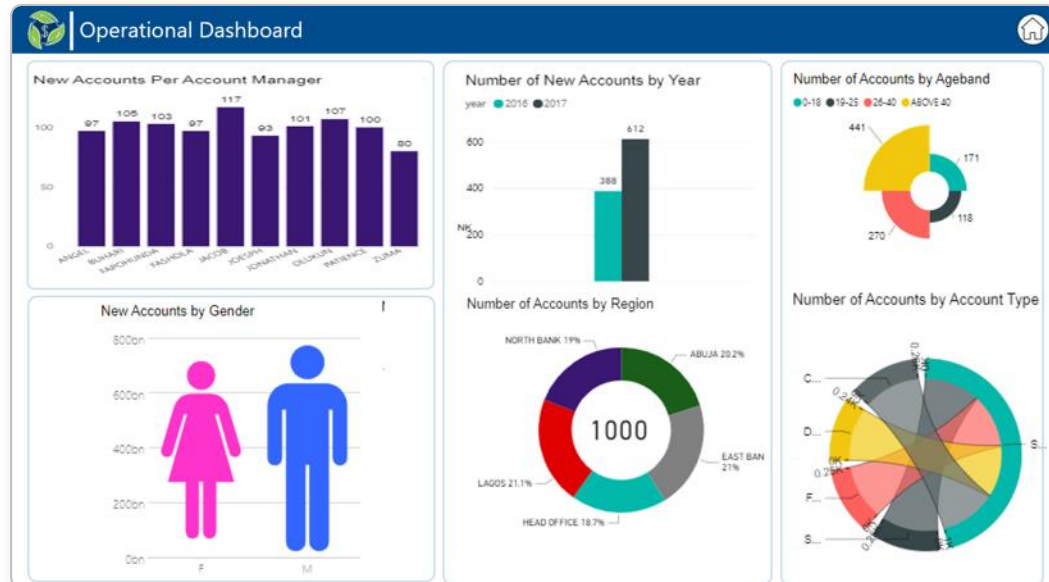 Operational Dashboard
New Accounts Per Account Manager
100
50
0
97
105
103
97
117
93
101
107
100
80
ANGEL
BUHARI
FAPOHUNDA
FASHOLA
JACOB
JOESPH
JONATHAN
OLUKUN
PATIENCE
ZUMA
Number of New Accounts by Year
year 2016 2017
600
400
NK
200
0
388
612
Number of Accounts by Ageband
0-18 19-25 26-40 ABOVE 40
441
171
118
270
New Accounts by Gender
800bn
600bn
400bn
200bn
0bn
F
M
Number of Accounts by Region
NORTH BANK 19%
ABUJA 20.2%
1000
EAST BAN
21%
LAGOS 21.1%
HEAD OFFICE 18.7%
Number of Accounts by Account Type
C...
0.24K
D...
0K
F...
S...
S...